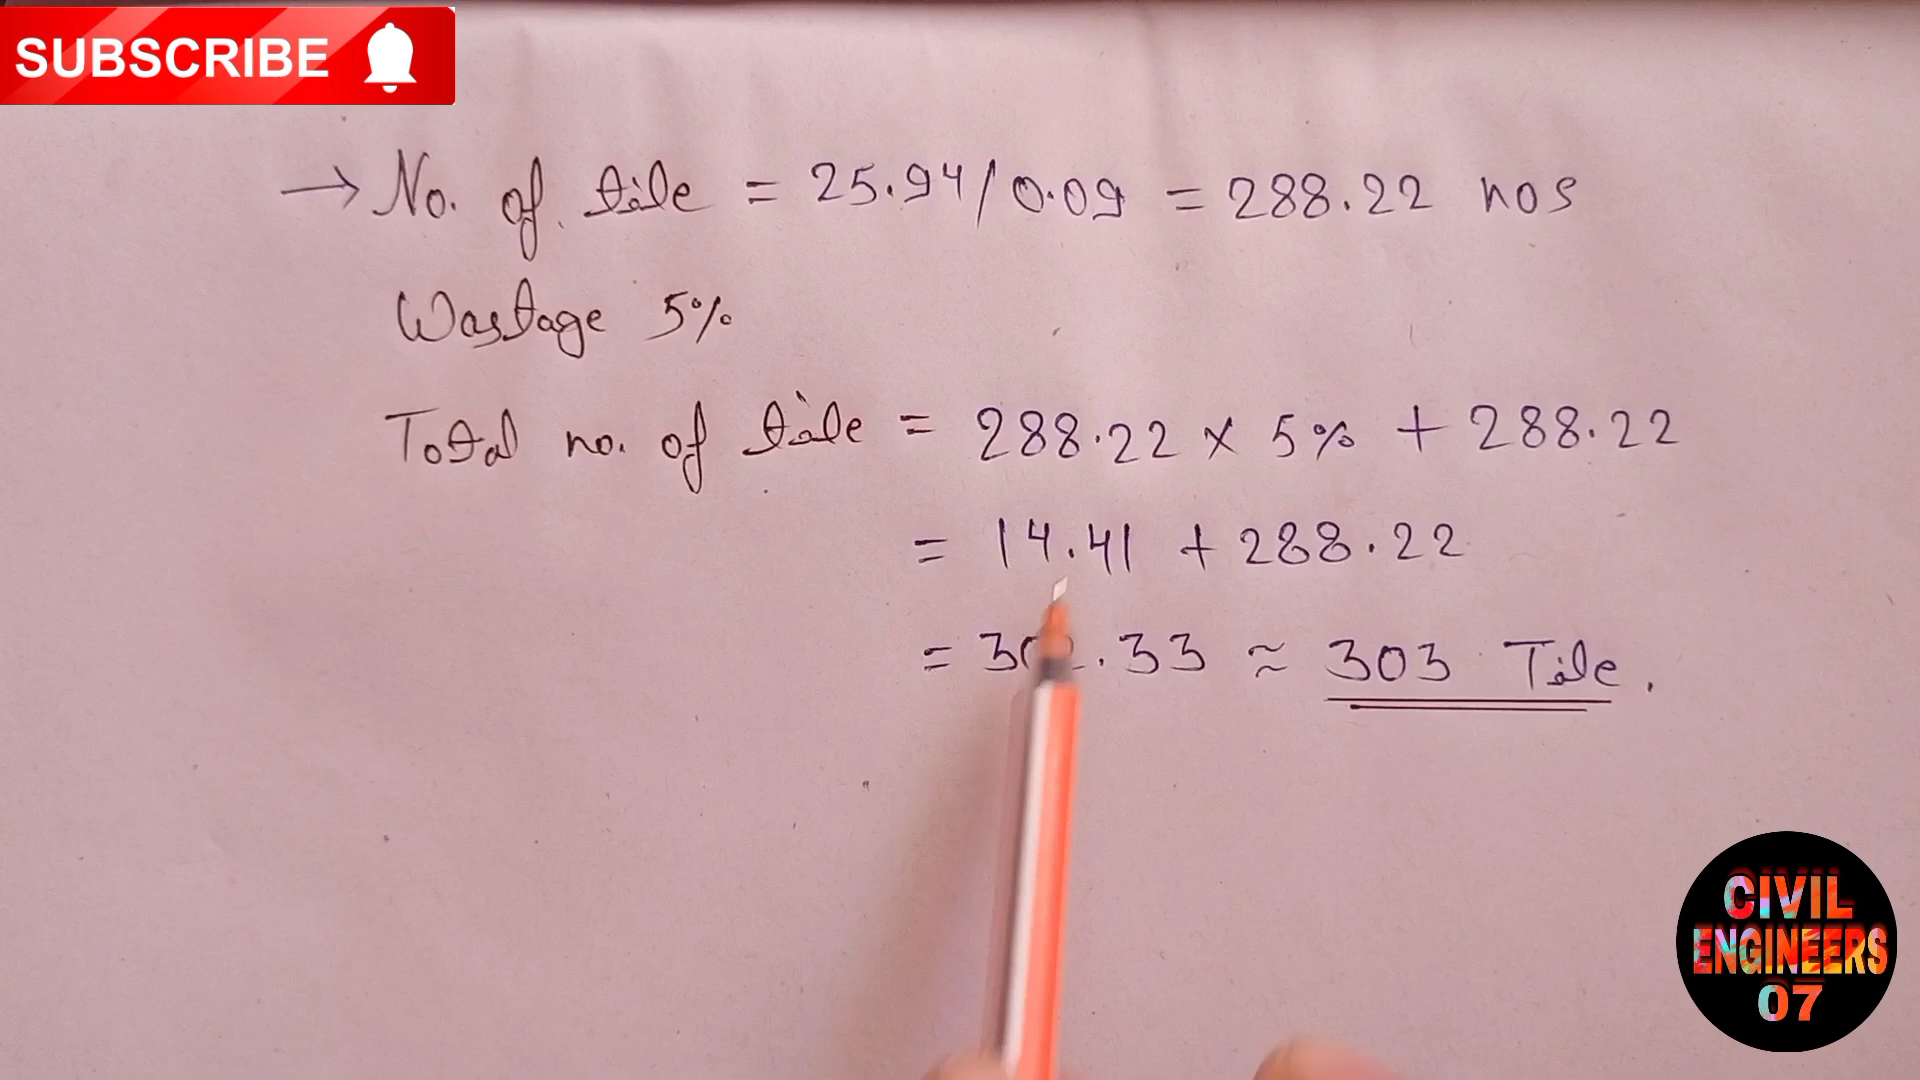 SUBSCRIBE
→ No. of tile = 25.94/0.09 = 288.22 nos
Wastage 5%
Total no. of tile = 288.22 × 5% + 288.22
= 14.41 + 288.22
= 302.33 ≈ 303 Tile.
CIVIL
ENGINEERS
07